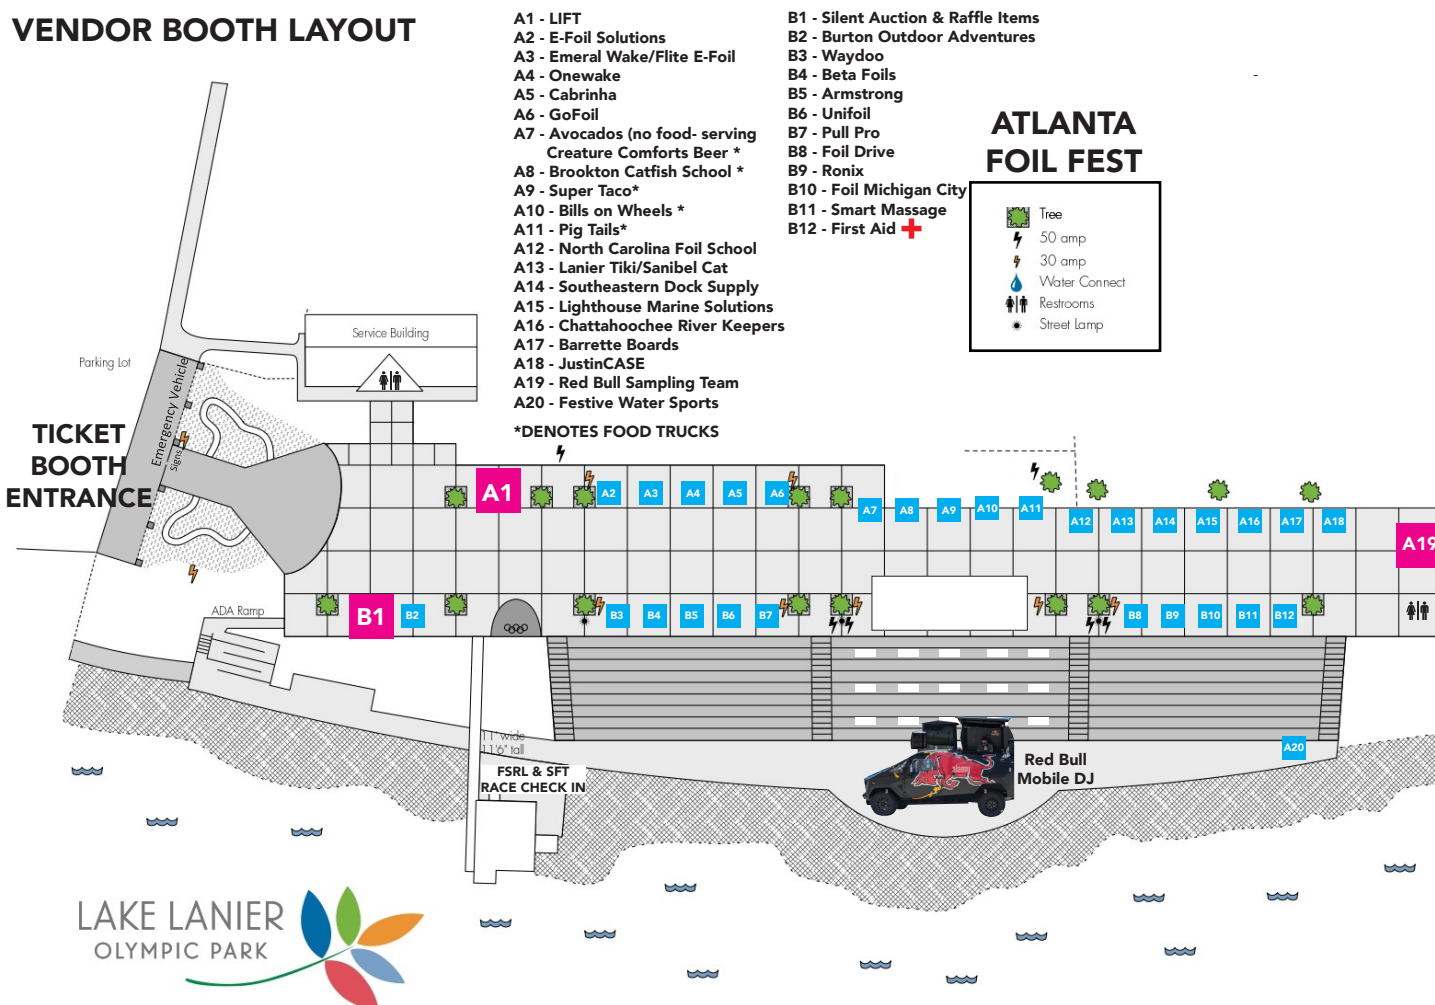 VENDOR BOOTH LAYOUT
A1 - LIFT
A2 - E-Foil Solutions
A3 - Emeral Wake/Flite E-Foil
A4 - Onewake
A5 - Cabrinha
A6 - GoFoil
A7 - Avocados (no food- serving
Creature Comforts Beer *
A8 - Brookton Catfish School *
A9 - Super Taco*
A10 - Bills on Wheels *
A11 - Pig Tails*
A12 - North Carolina Foil School
A13 - Lanier Tiki/Sanibel Cat
A14 - Southeastern Dock Supply
A15 - Lighthouse Marine Solutions
A16 - Chattahoochee River Keepers
A17 - Barrette Boards
A18 - JustinCASE
A19 - Red Bull Sampling Team
A20 - Festive Water Sports
*DENOTES FOOD TRUCKS
B1 - Silent Auction & Raffle Items
B2 - Burton Outdoor Adventures
B3 - Waydoo
B4 - Beta Foils
B5 - Armstrong
B6 - Unifoil
B7 - Pull Pro
B8 - Foil Drive
B9 - Ronix
B10 - Foil Michigan City
B11 - Smart Massage
B12 - First Aid
-
ATLANTA
FOIL FEST
Tree
50 amp
30 amp
Water Connect
Restrooms
Street Lamp
Service Building
Parking Lot
Emergency Vehicle
Signs
TICKET
BOOTH
ENTRANCE
A1
A2
A3
A4
A5
A6
A7
A8
A9
A10
A11
A12
A13
A14
A15
A16
A17
A18
A19
ADA Ramp
B1
B2
B3
B4
B5
B6
B7
B8
B9
B10
B11
B12
11' wide
11'6" tall
FSRL & SFT
RACE CHECK IN
Red Bull
Mobile DJ
A20
LAKE LANIER
OLYMPIC PARK